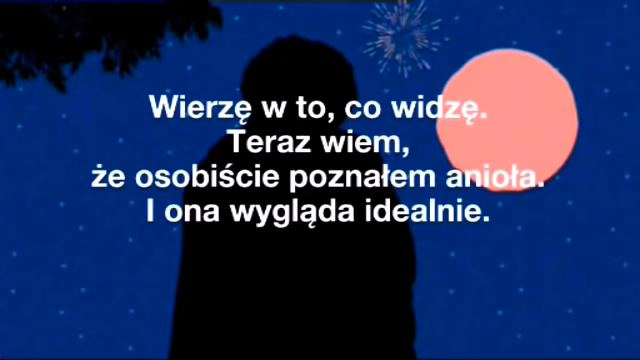 Wierzę w to, co widzę.
Teraz wiem,
że osobiście poznałem anioła.
I ona wygląda idealnie.